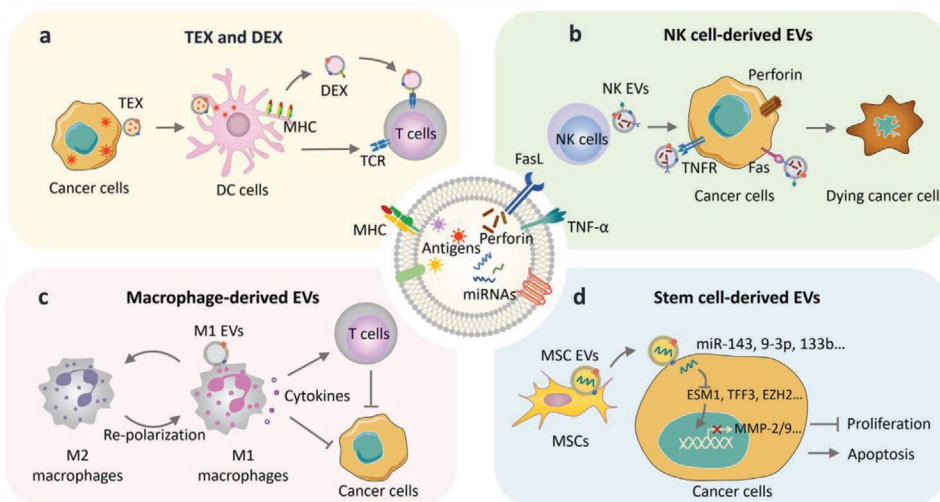 a
TEX and DEX
TEX
DEX
MHC
T cells
TCR
Cancer cells
DC cells
b
NK cell-derived EVs
NK EVs
Perforin
NK cells
TNFR
Fas
Cancer cells
Dying cancer cell
FasL
MHC
Antigens
Perforin
TNF-α
miRNAs
c
Macrophage-derived EVs
M1 EVs
T cells
Cytokines
Re-polarization
M2
macrophages
M1
macrophages
Cancer cells
d
Stem cell-derived EVs
MSC EVs
miR-143, 9-3p, 133b...
ESM1, TFF3, EZH2...
MMP-2/9...
MSCs
Proliferation
Apoptosis
Cancer cells